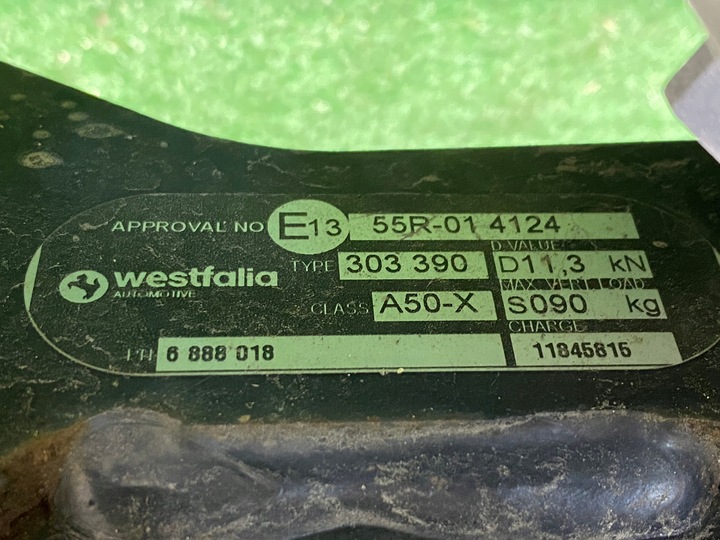 APPROVAL NO E13 55R-01 4124
D.VALUE
westfalia TYPE 303 390 D11,3 kN
AUTOMOTIVE MAX VERT LOAD
CLASS A50-X S090 kg
CHARGE
6 888 018 11845815